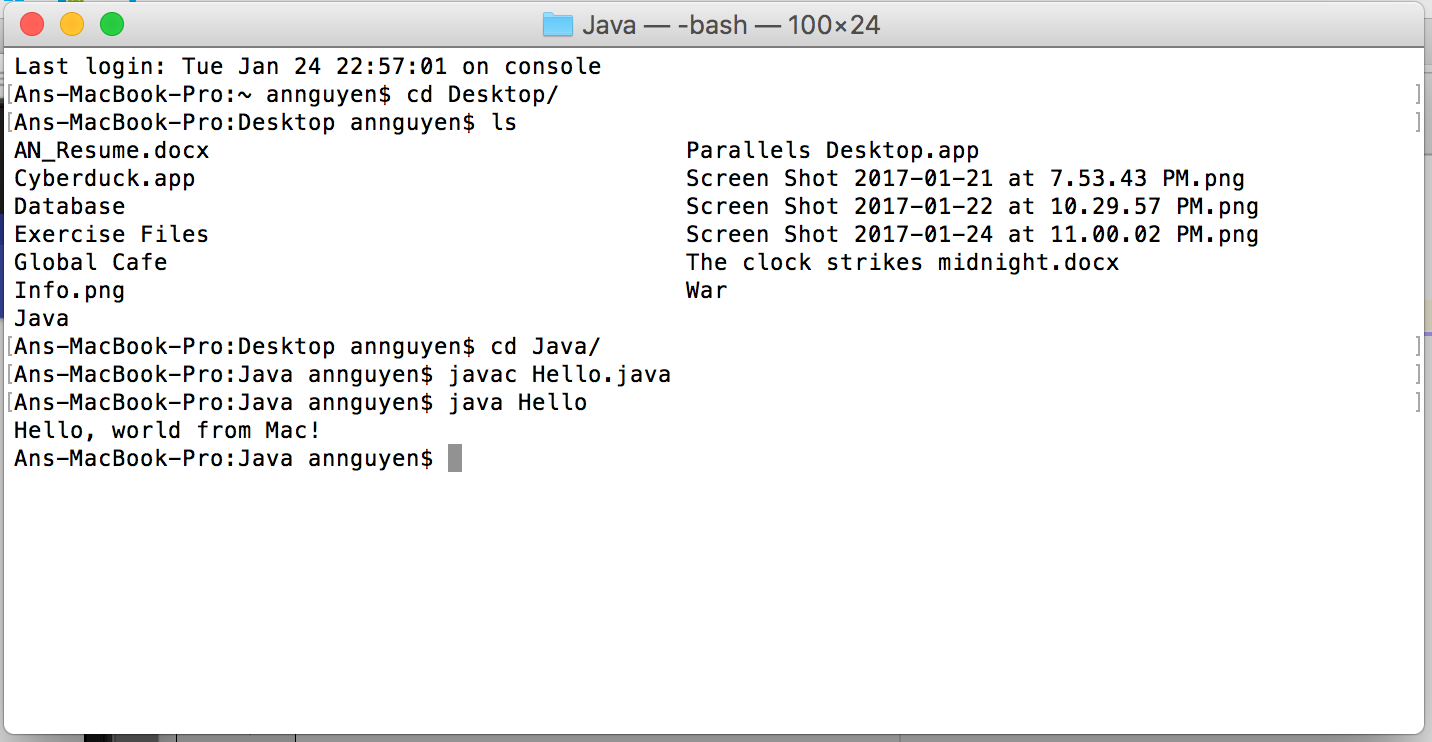 Java — -bash — 100×24
Last login: Tue Jan 24 22:57:01 on console
[Ans-MacBook-Pro:~ annguyen$ cd Desktop/ ]
[Ans-MacBook-Pro:Desktop annguyen$ ls ]
AN_Resume.docx Parallels Desktop.app
Cyberduck.app Screen Shot 2017-01-21 at 7.53.43 PM.png
Database Screen Shot 2017-01-22 at 10.29.57 PM.png
Exercise Files Screen Shot 2017-01-24 at 11.00.02 PM.png
Global Cafe The clock strikes midnight.docx
Info.png War
Java
[Ans-MacBook-Pro:Desktop annguyen$ cd Java/ ]
[Ans-MacBook-Pro:Java annguyen$ javac Hello.java ]
[Ans-MacBook-Pro:Java annguyen$ java Hello ]
Hello, world from Mac!
Ans-MacBook-Pro:Java annguyen$